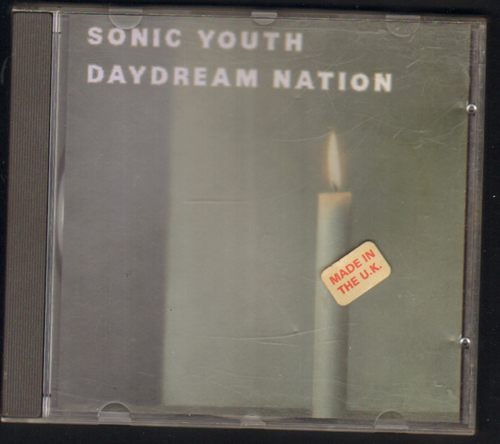 SONIC YOUTH
DAYDREAM NATION
MADE IN
THE U.K.